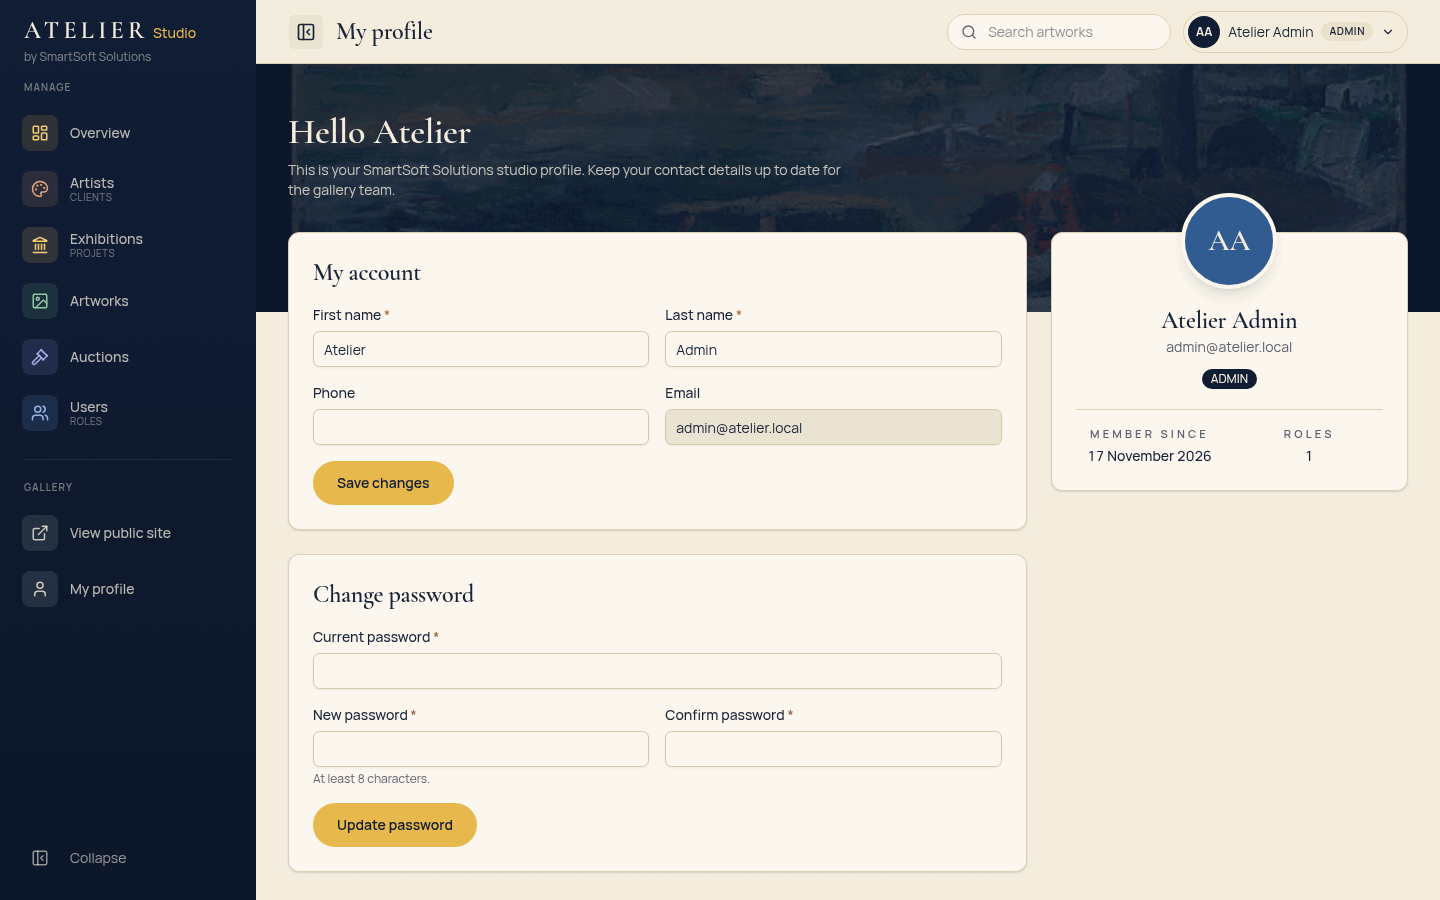 ATELIER Studio
by SmartSoft Solutions
MANAGE
Overview
Artists
CLIENTS
Exhibitions
PROJETS
Artworks
Auctions
Users
ROLES
GALLERY
View public site
My profile
Collapse
My profile
Search artworks
AA Atelier Admin ADMIN
Hello Atelier
This is your SmartSoft Solutions studio profile. Keep your contact details up to date for
the gallery team.
My account
First name *
Last name *
Atelier
Admin
Phone
Email
admin@atelier.local
Save changes
Change password
Current password *
New password *
Confirm password *
At least 8 characters.
Update password
AA
Atelier Admin
admin@atelier.local
ADMIN
MEMBER SINCE
ROLES
17 November 2026
1